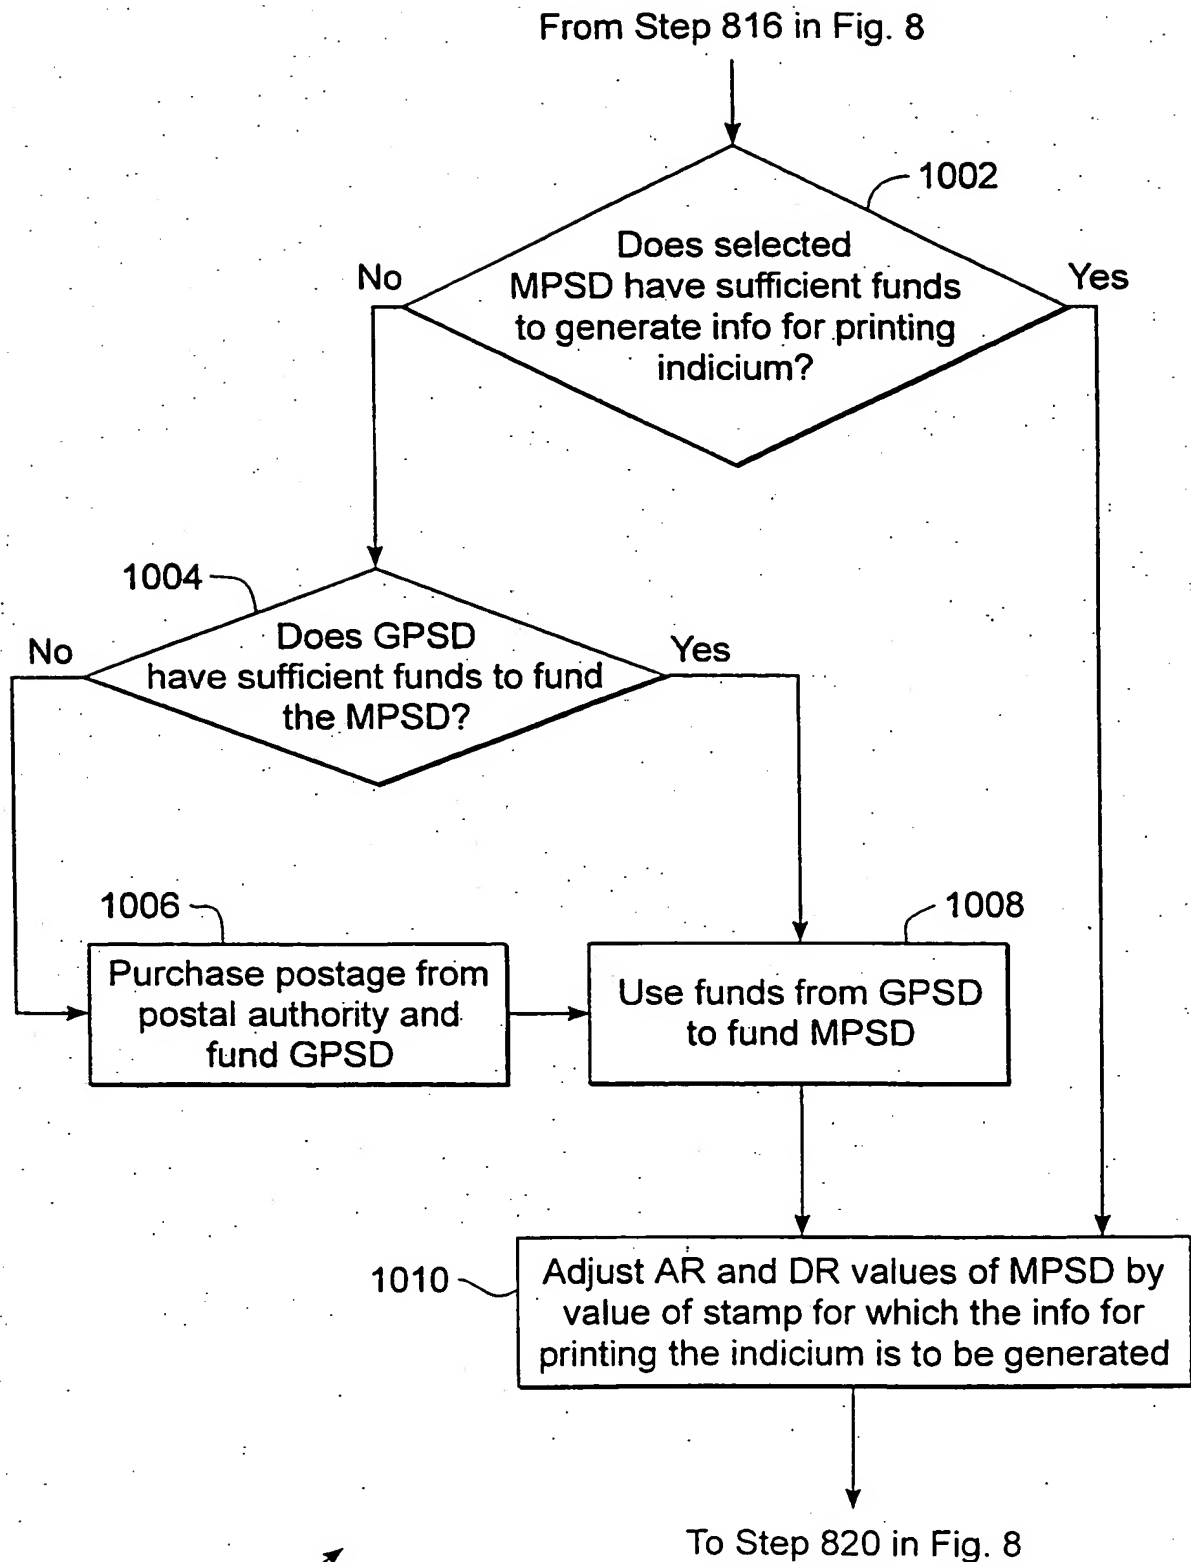 From Step 816 in Fig. 8
1002
Does selected
MPSD have sufficient funds
to generate info for printing
indicium?
No
Yes
1004
Does GPSD
have sufficient funds to fund
the MPSD?
No
Yes
1006
Purchase postage from
postal authority and
fund GPSD
1008
Use funds from GPSD
to fund MPSD
1010
Adjust AR and DR values of MPSD by
value of stamp for which the info for
printing the indicium is to be generated
To Step 820 in Fig. 8